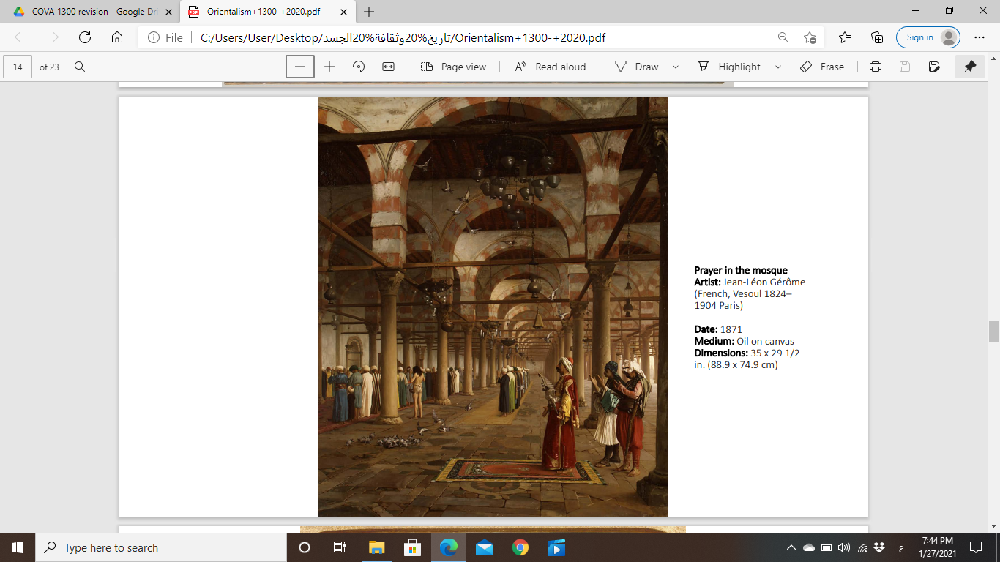 COVA 1300 revision - Google Dri
Orientalism+1300-+2020.pdf
File
C:/Users/User/Desktop/تاريخ%20وثقافة%20الجسد/Orientalism+1300-+2020.pdf
Sign in
14 of 23
Page view
Read aloud
Draw
Highlight
Erase
PDF
Prayer in the mosque
Artist: Jean-Léon Gérôme
(French, Vesoul 1824–
1904 Paris)
Date: 1871
Medium: Oil on canvas
Dimensions: 35 x 29 1/2
in. (88.9 x 74.9 cm)
Type here to search
ع
7:44 PM
1/27/2021